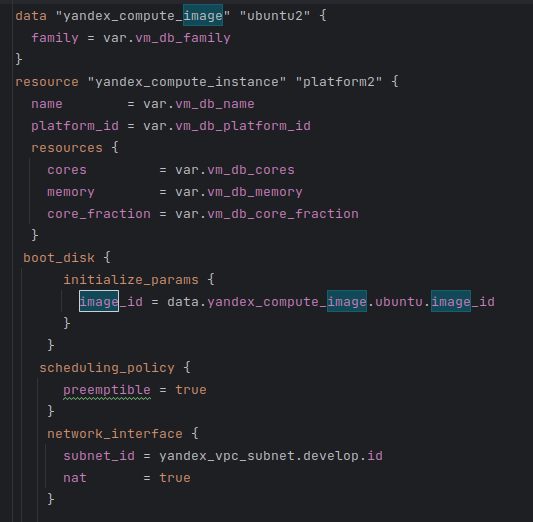 data "yandex_compute_image" "ubuntu2" {
  family = var.vm_db_family
}
resource "yandex_compute_instance" "platform2" {
  name        = var.vm_db_name
  platform_id = var.vm_db_platform_id
  resources {
    cores         = var.vm_db_cores
    memory        = var.vm_db_memory
    core_fraction = var.vm_db_core_fraction
  }
 boot_disk {
      initialize_params {
        image_id = data.yandex_compute_image.ubuntu.image_id
      }
    }
   scheduling_policy {
      preemptible = true
    }
    network_interface {
      subnet_id = yandex_vpc_subnet.develop.id
      nat       = true
    }